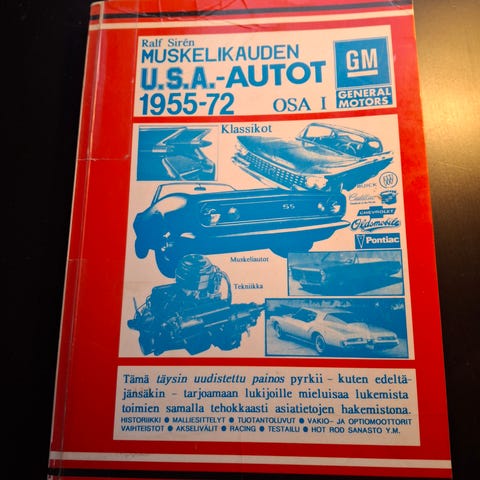 Ralf Sirén
MUSKELIKAUDEN
U.S.A.-AUTOT
1955-72 OSA I
GM
GENERAL
MOTORS
Klassikot
BUICK
Cadillac
SS
CHEVROLET
Oldsmobile
Pontiac
Muskeliautot
Tekniikka
Tämä täysin uudistettu painos pyrkii - kuten edeltä-
jänsäkin - tarjoamaan lukijoille mieluisaa lukemista
toimien samalla tehokkaasti asiatietojen hakemistona.
HISTORIIKKI ● MALLIESITTELYT ● TUOTANTOLUVUT ● VAKIO- JA OPTIOMOOTTORIT
VAIHTEISTOT ● AKSELIVÄLIT ● RACING ● TESTAILU ● HOT ROD SANASTO Y.M.